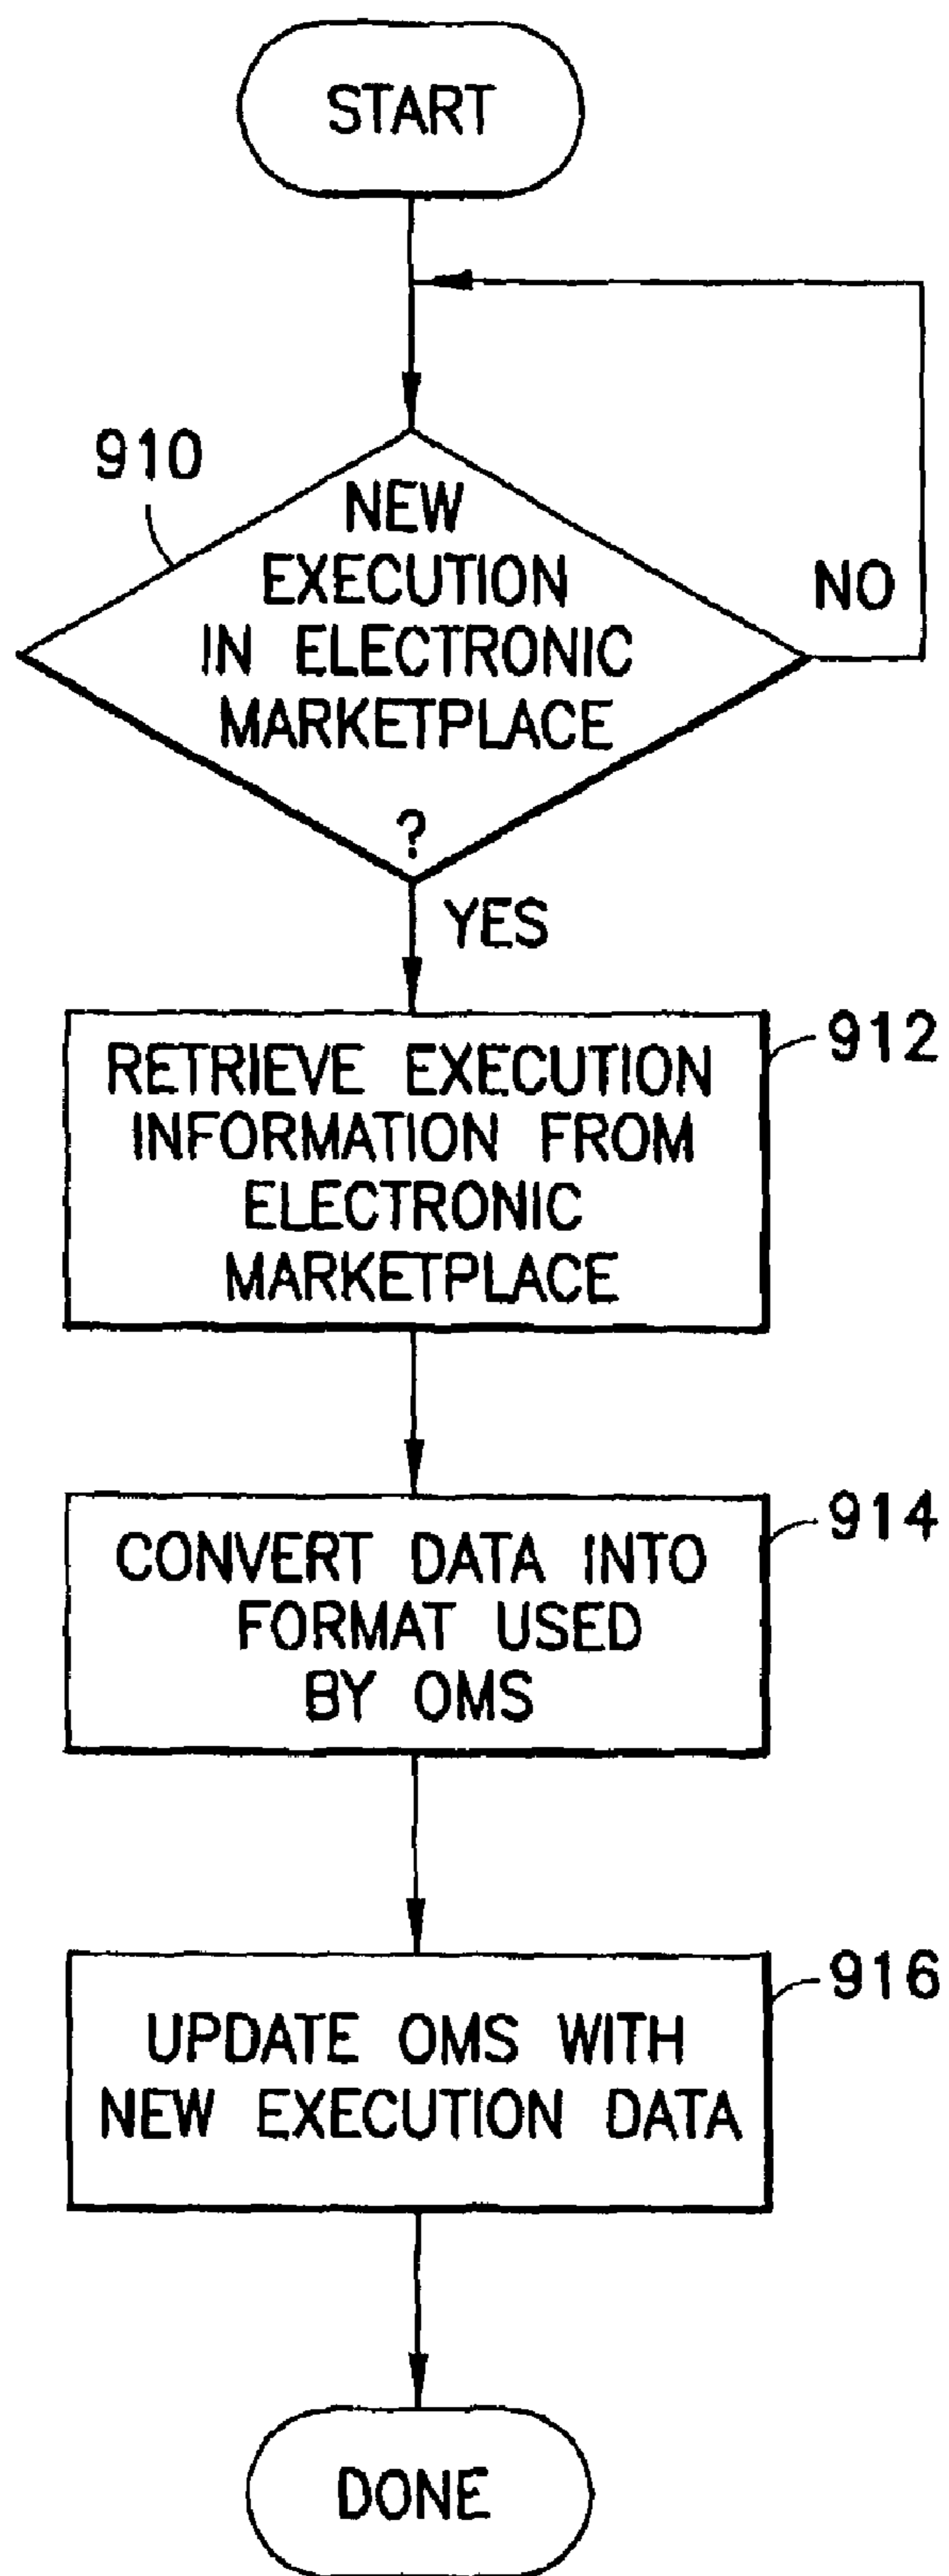 START
910
NEW
EXECUTION
IN ELECTRONIC
MARKETPLACE
?
NO
YES
912
RETRIEVE EXECUTION
INFORMATION FROM
ELECTRONIC
MARKETPLACE
914
CONVERT DATA INTO
FORMAT USED
BY OMS
916
UPDATE OMS WITH
NEW EXECUTION DATA
DONE